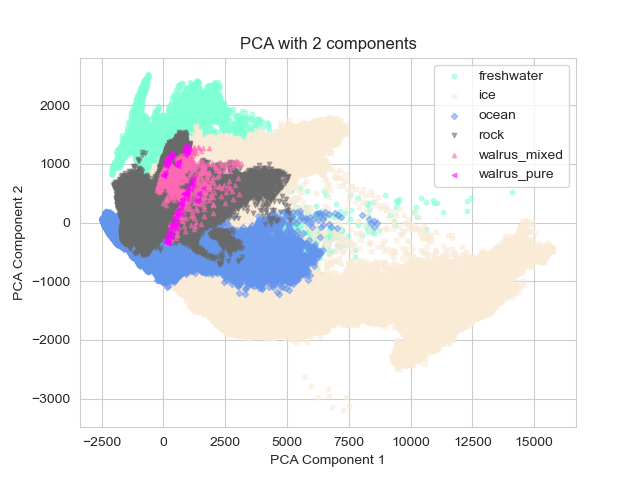 PCA with 2 components
freshwater
ice
ocean
rock
walrus_mixed
walrus_pure
PCA Component 2
2000
1000
0
−1000
−2000
−3000
−2500
0
2500
5000
7500
10000
12500
15000
PCA Component 1